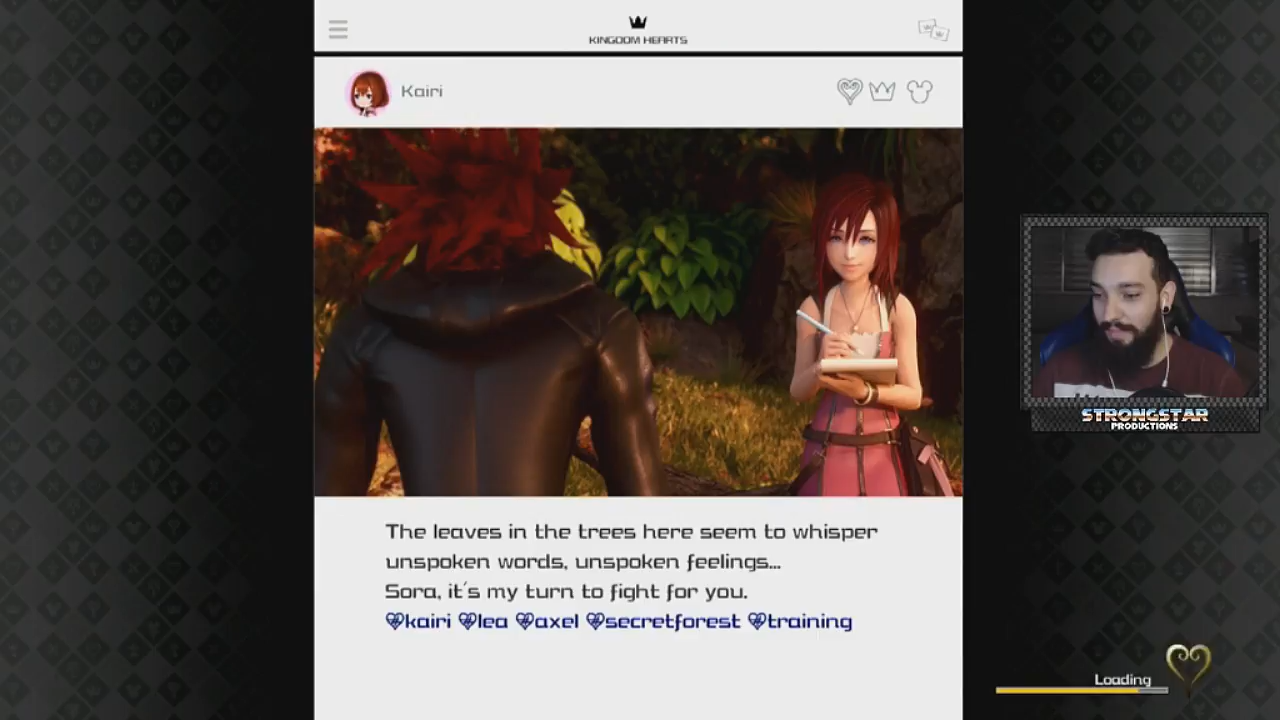 KINGDOM HEARTS
Kairi
The leaves in the trees here seem to whisper
unspoken words, unspoken feelings...
Sora, it's my turn to fight for you.
kairi lea axel secretforest training
STRONGSTAR
PRODUCTIONS
Loading